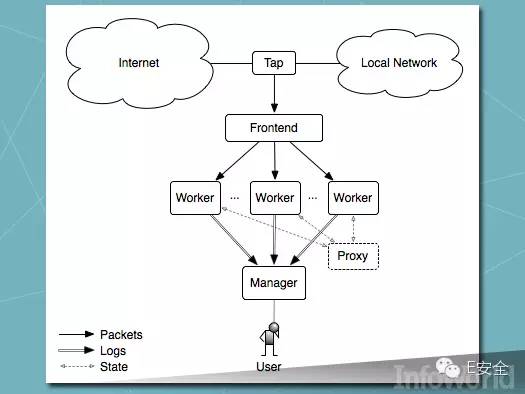 Internet
Tap
Local Network
Frontend
Worker ... Worker ... Worker
Proxy
Manager
User
Packets
Logs
State
E安全
InfoWorld